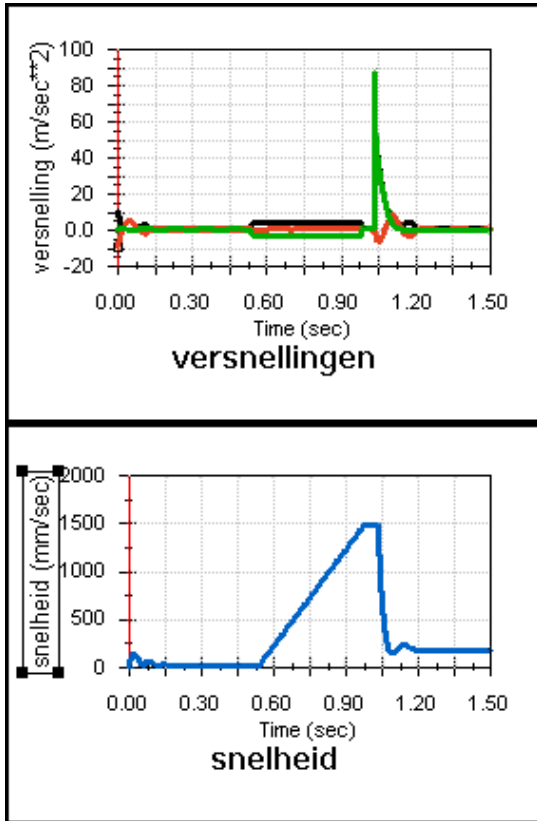 versnelling (m/sec**2)
100
80
60
40
20
0.0
-20
0.00 0.30 0.60 0.90 1.20 1.50
Time (sec)
versnellingen
snelheid (mm/sec)
2000
1500
1000
500
0
0.00 0.30 0.60 0.90 1.20 1.50
Time (sec)
snelheid